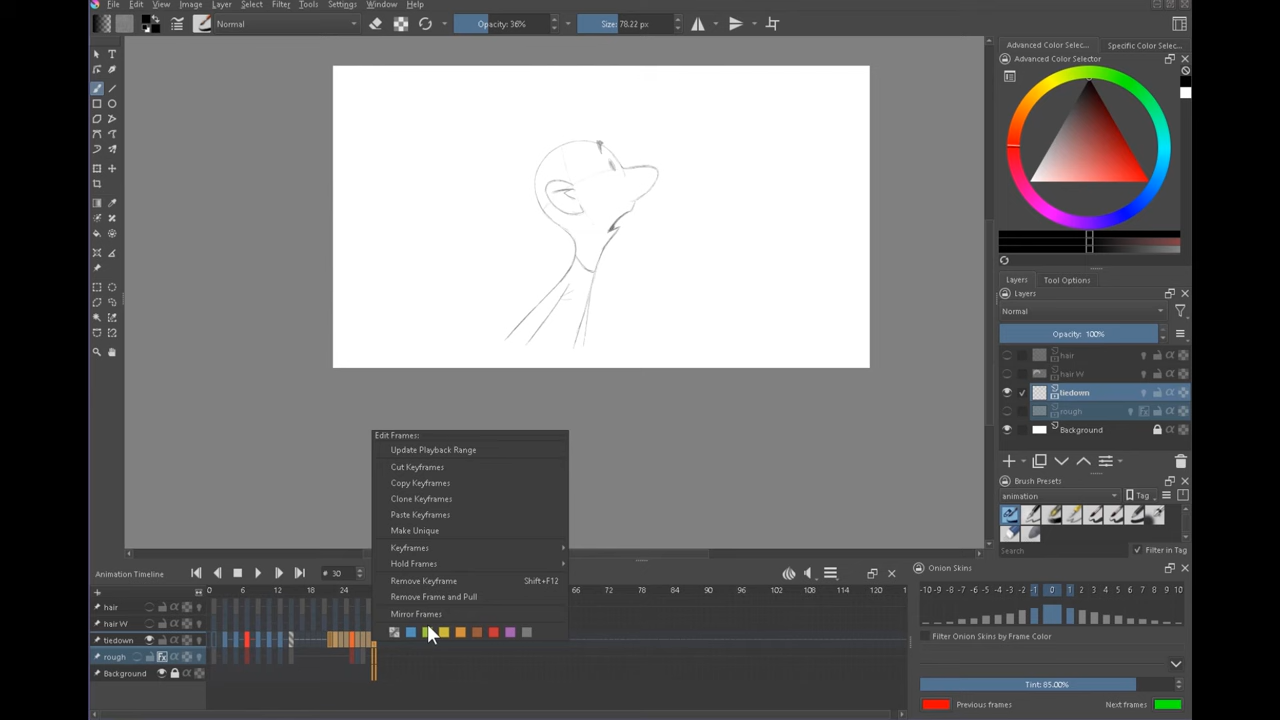 File Edit View Image Layer Select Filter Tools Settings Window Help
Normal Opacity: 36% Size: 78.22 px
Advanced Color Selec... Specific Color Selec...
Advanced Color Selector
Layers Tool Options
Layers
Normal
Opacity: 100%
hair
hair W
tiedown
rough
Background
Brush Presets
animation Tag
Search Filter in Tag
Edit Frames:
Update Playback Range
Cut Keyframes
Copy Keyframes
Clone Keyframes
Paste Keyframes
Make Unique
Keyframes
Hold Frames
Remove Keyframe Shift+F12
Remove Frame and Pull
Mirror Frames
Animation Timeline # 30
0 6 12 18 24 66 72 78 84 90 96 102 108 114 120 126
hair
hair W
tiedown
rough
Background
Onion Skins
-10 -9 -8 -7 -6 -5 -4 -3 -2 -1 0 1 2 3 4 5 6 7 8 9 10
Filter Onion Skins by Frame Color
Tint: 85.00%
Previous frames Next frames